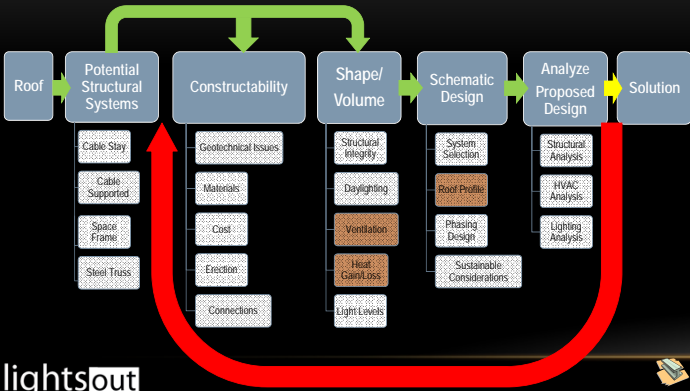 Roof
Potential
Structural
Systems
Constructability
Shape/
Volume
Schematic
Design
Analyze
Proposed
Design
Solution
Cable Stay
Cable
Supported
Space
Frame
Steel Truss
Geotechnical Issues
Materials
Cost
Erection
Connections
Structural
Integrity
Daylighting
Ventilation
Heat
Gain/Loss
Light Levels
System
Selection
Roof Profile
Phasing
Design
Sustainable
Considerations
Structural
Analysis
HVAC
Analysis
Lighting
Analysis
lightsout